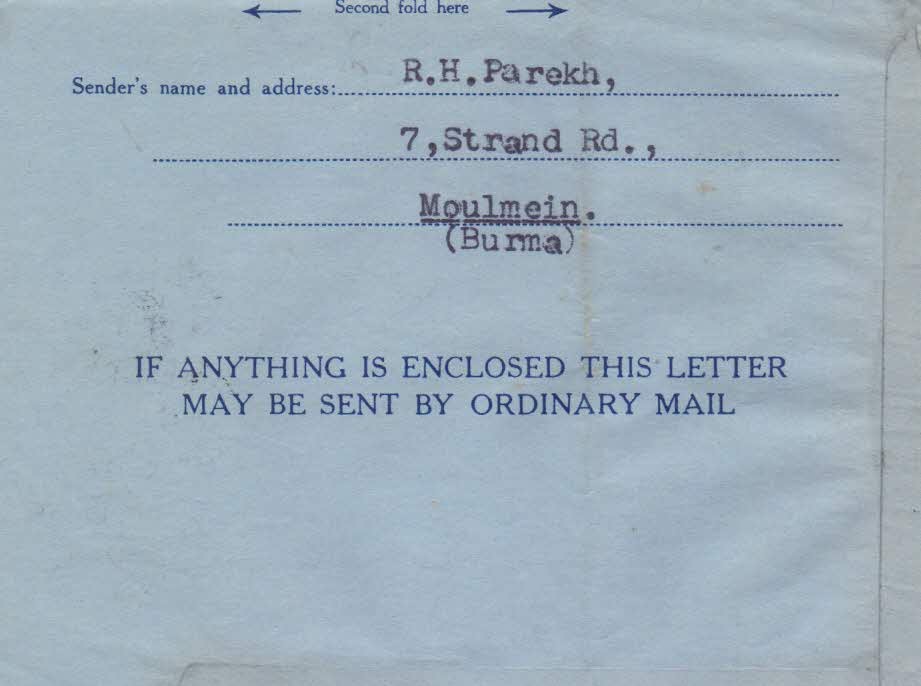 Second fold here
Sender's name and address: R.H.Parekh,
7,Strand Rd.,
Moulmein.
(Burma)
IF ANYTHING IS ENCLOSED THIS LETTER
MAY BE SENT BY ORDINARY MAIL